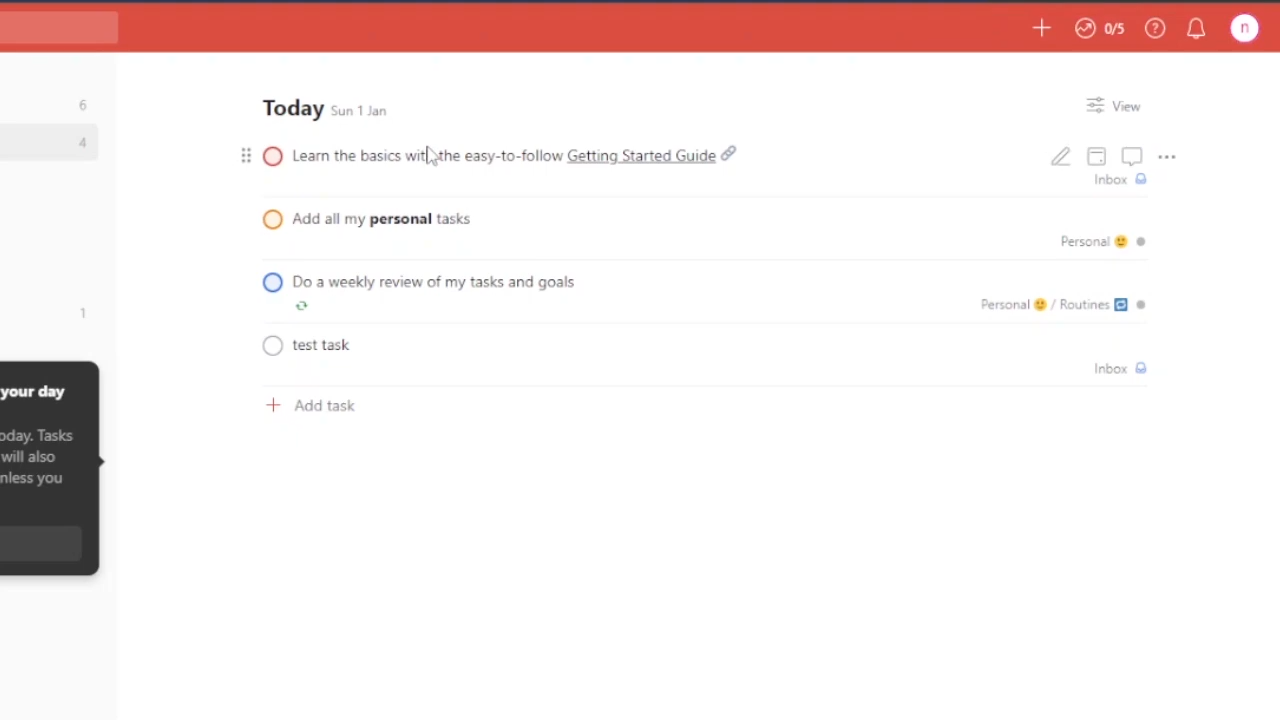 0/5
?
n
6
4
1
your day
oday. Tasks
will also
nless you
Today Sun 1 Jan
View
Learn the basics with the easy-to-follow Getting Started Guide
Inbox
Add all my personal tasks
Personal
Do a weekly review of my tasks and goals
Personal / Routines
test task
Inbox
+ Add task